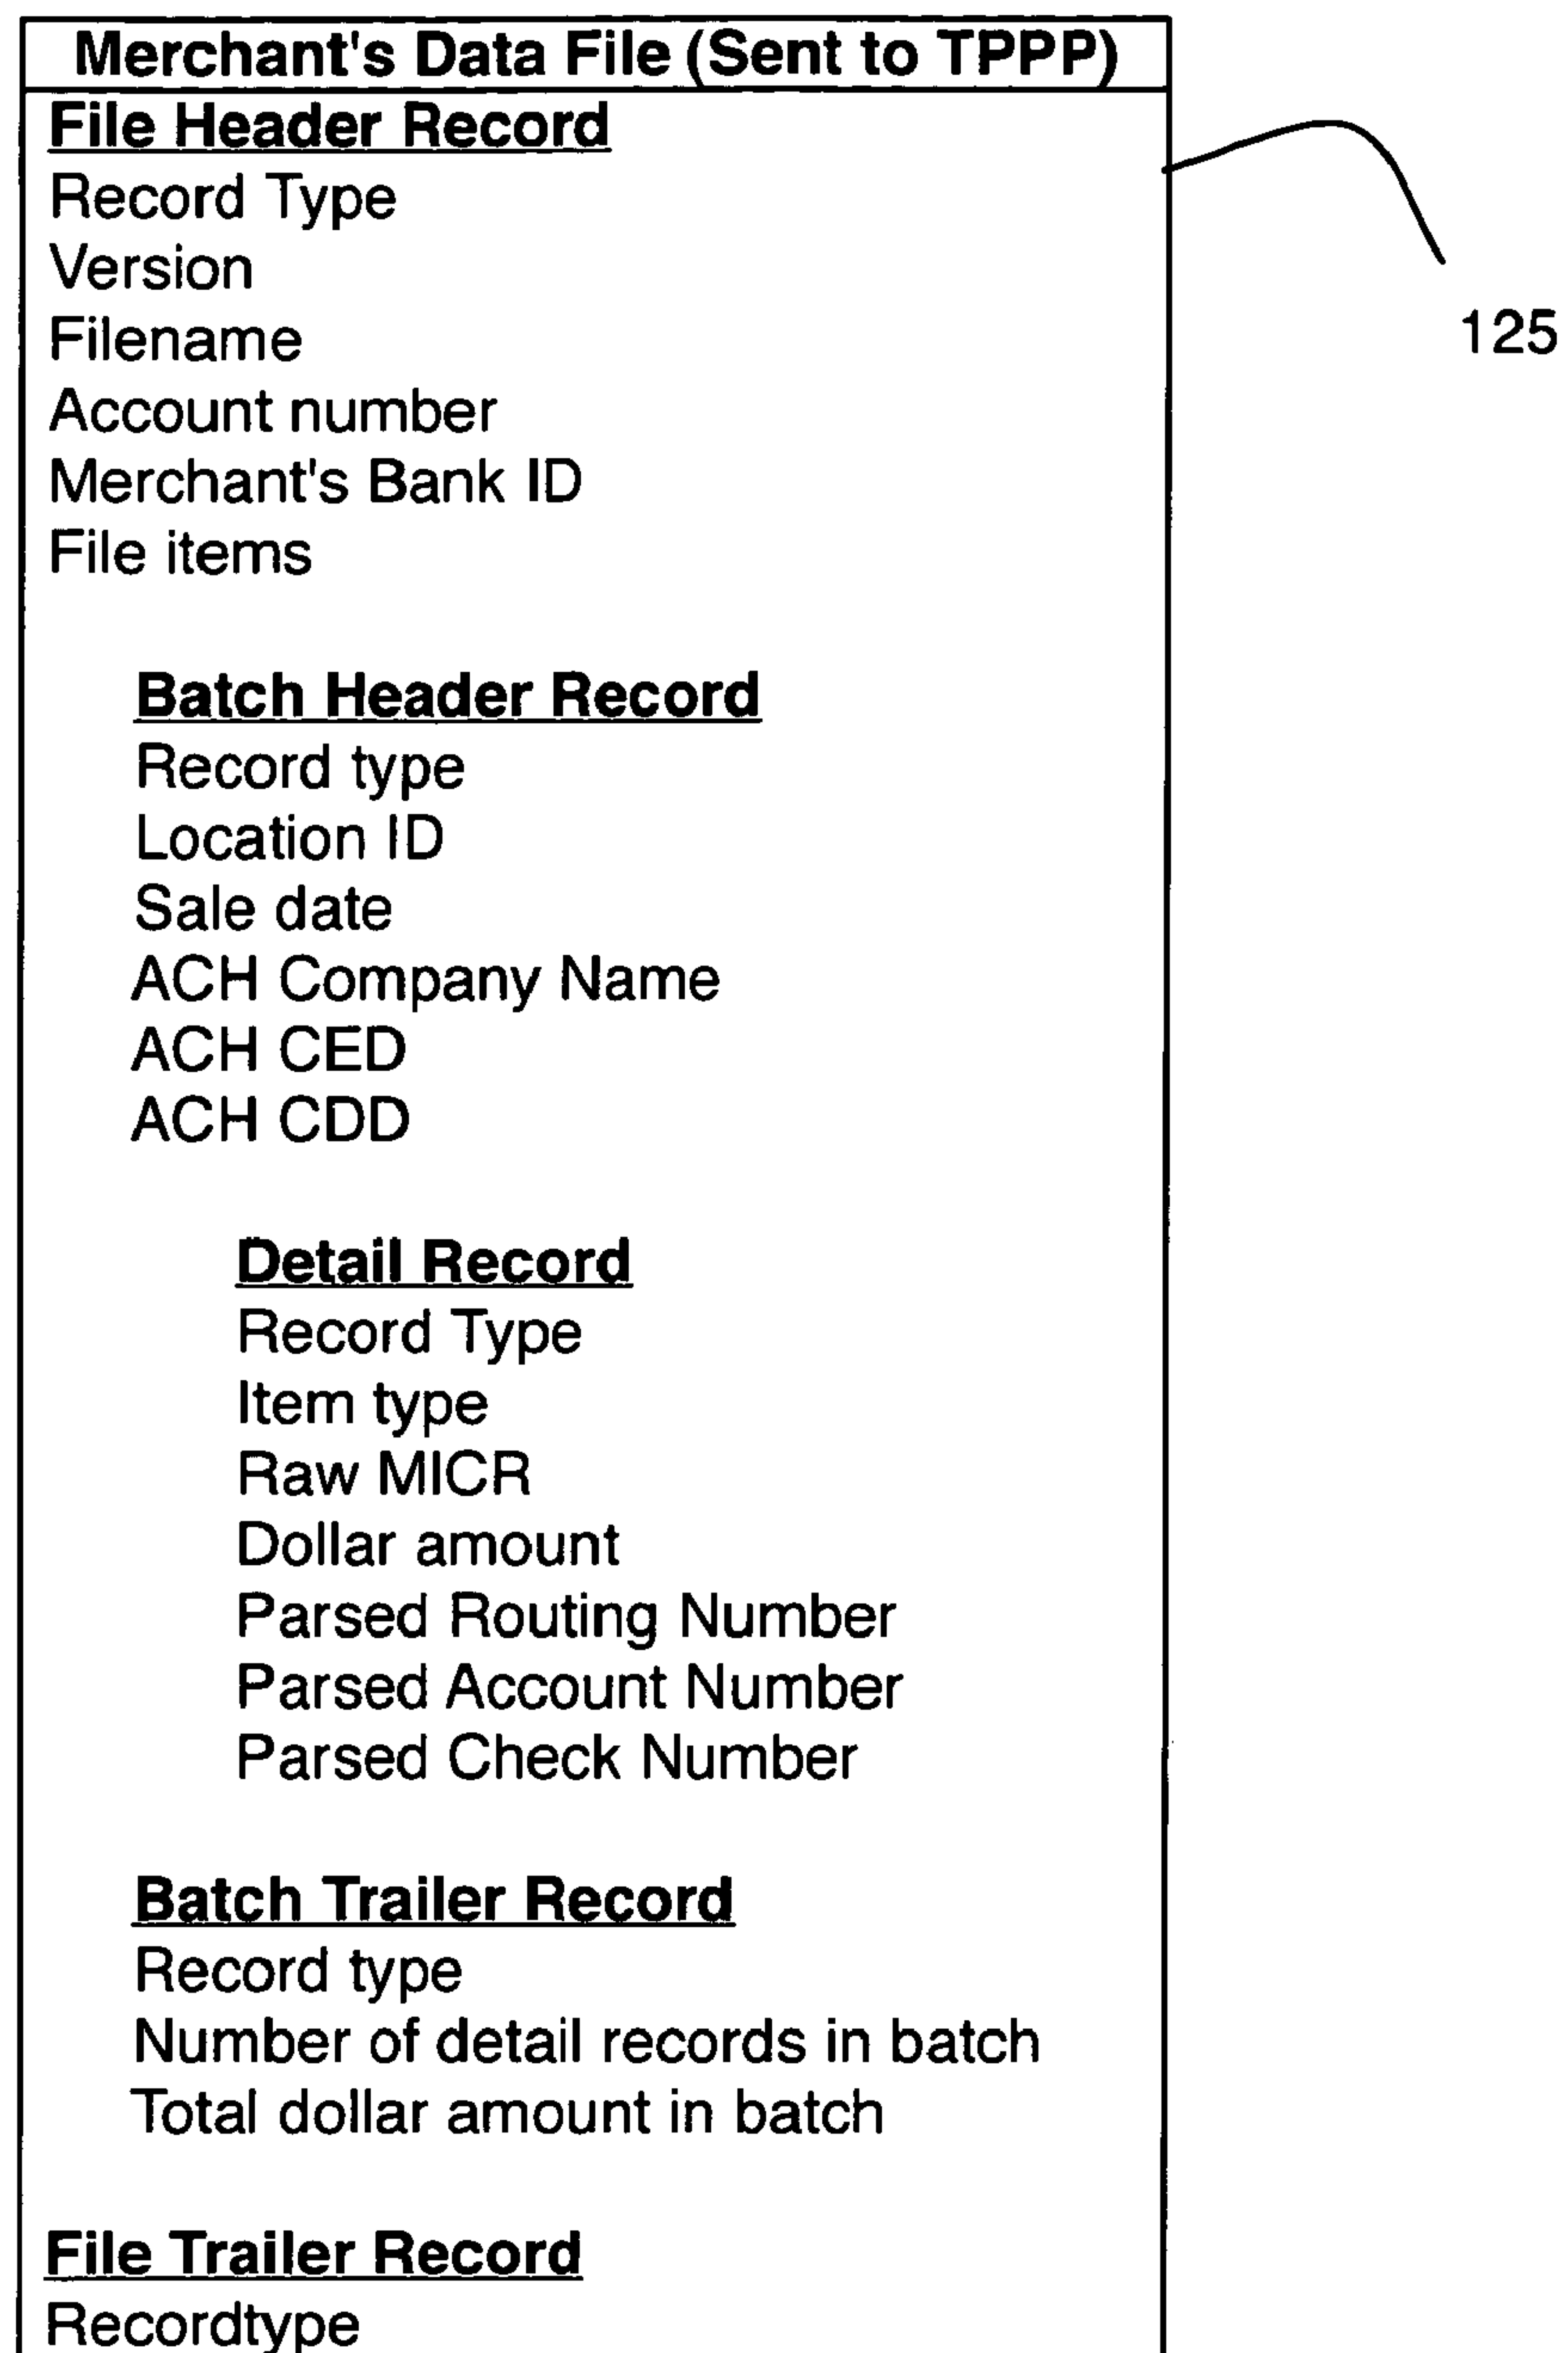 Merchant's Data File (Sent to TPPP)
File Header Record
Record Type
Version
Filename
125
Account number
Merchant's Bank ID
File items
Batch Header Record
Record type
Location ID
Sale date
ACH Company Name
ACH CED
ACH CDD
Detail Record
Record Type
Item type
Raw MICR
Dollar amount
Parsed Routing Number
Parsed Account Number
Parsed Check Number
Batch Trailer Record
Record type
Number of detail records in batch
Total dollar amount in batch
File Trailer Record
Recordtype